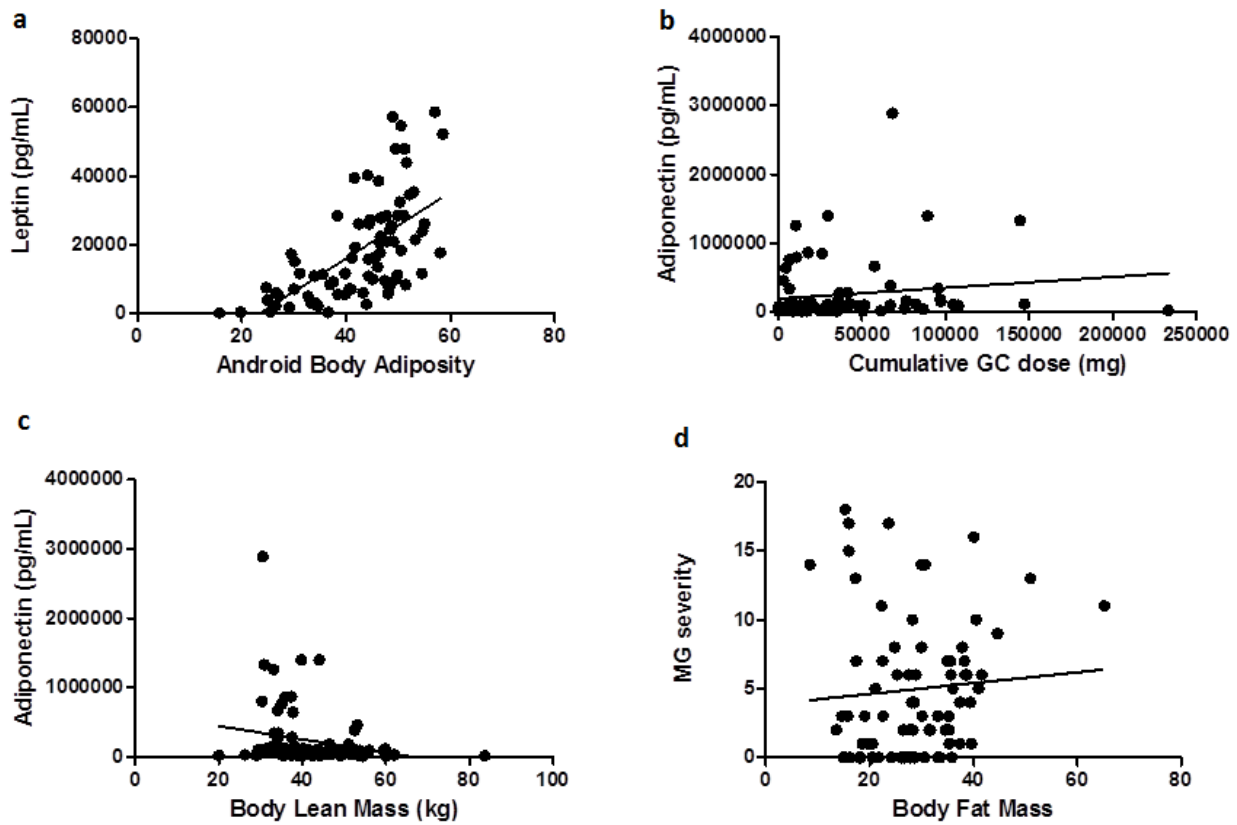 a
80000
60000
40000
20000
0
Leptin (pg/mL)
0 20 40 60 80
Android Body Adiposity
b
4000000
3000000
2000000
1000000
0
Adiponectin (pg/mL)
0 50000 100000 150000 200000 250000
Cumulative GC dose (mg)
c
4000000
3000000
2000000
1000000
0
Adiponectin (pg/mL)
0 20 40 60 80 100
Body Lean Mass (kg)
d
20
15
10
5
0
MG severity
0 20 40 60 80
Body Fat Mass